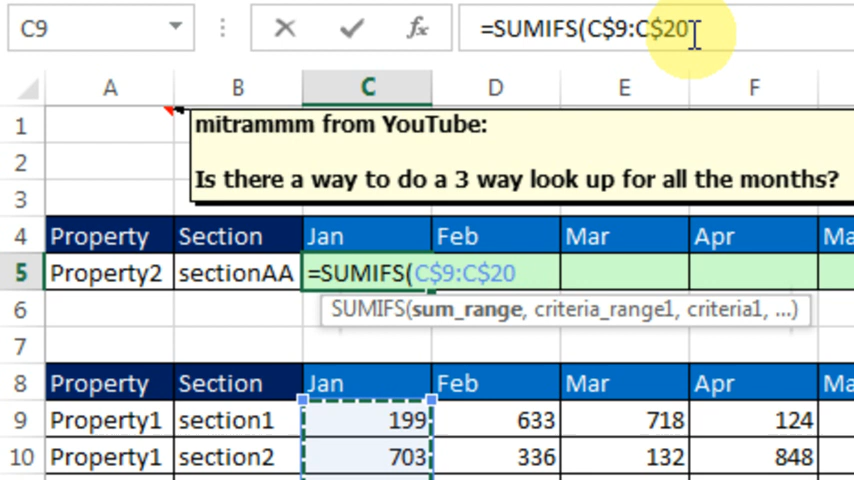 C9 fx =SUMIFS(C$9:C$20
A B C D E F
1 mitrammm from YouTube:
2 Is there a way to do a 3 way look up for all the months?
3
4 Property Section Jan Feb Mar Apr Ma
5 Property2 sectionAA =SUMIFS(C$9:C$20
6 SUMIFS(sum_range, criteria_range1, criteria1, ...)
7
8 Property Section Jan Feb Mar Apr Ma
9 Property1 section1 199 633 718 124
10 Property1 section2 703 336 132 848